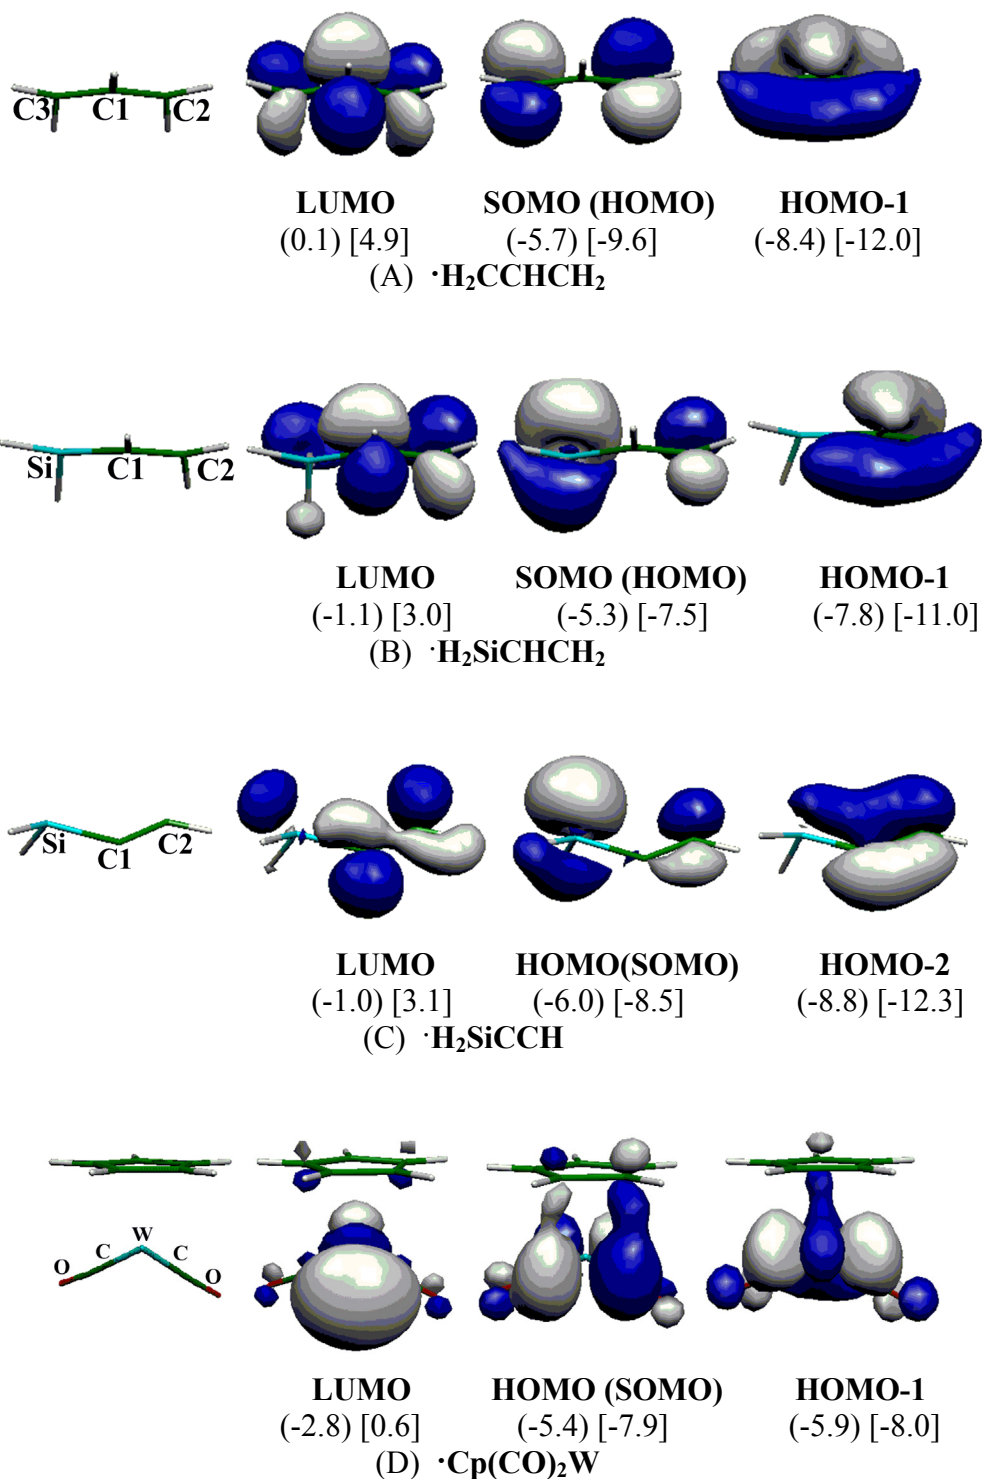 C3 C1 C2
LUMO SOMO (HOMO) HOMO-1
(0.1) [4.9] (-5.7) [-9.6] (-8.4) [-12.0]
(A) ·H₂CCHCH₂
Si C1 C2
LUMO SOMO (HOMO) HOMO-1
(-1.1) [3.0] (-5.3) [-7.5] (-7.8) [-11.0]
(B) ·H₂SiCHCH₂
Si C1 C2
LUMO HOMO(SOMO) HOMO-2
(-1.0) [3.1] (-6.0) [-8.5] (-8.8) [-12.3]
(C) ·H₂SiCCH
O C W C O
LUMO HOMO (SOMO) HOMO-1
(-2.8) [0.6] (-5.4) [-7.9] (-5.9) [-8.0]
(D) ·Cp(CO)₂W